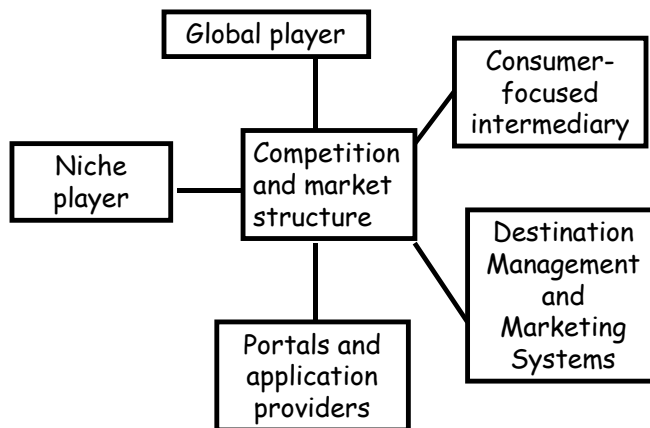 Global player
Consumer-
focused
intermediary
Niche
player
Competition
and market
structure
Destination
Management
and
Marketing
Systems
Portals and
application
providers